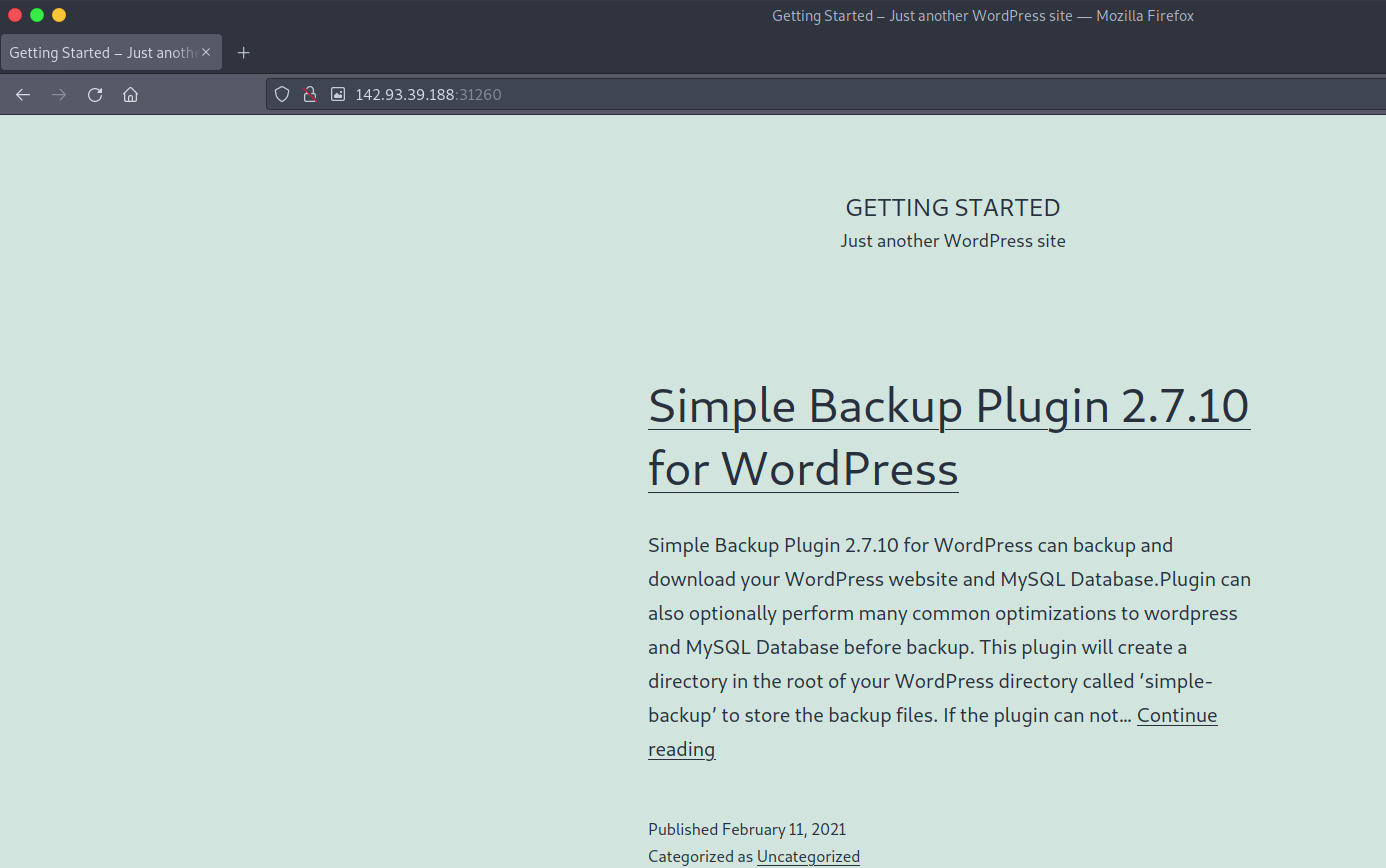 Getting Started – Just another WordPress site — Mozilla Firefox
Getting Started – Just anoth
142.93.39.188:31260
GETTING STARTED
Just another WordPress site
Simple Backup Plugin 2.7.10
for WordPress
Simple Backup Plugin 2.7.10 for WordPress can backup and
download your WordPress website and MySQL Database.Plugin can
also optionally perform many common optimizations to wordpress
and MySQL Database before backup. This plugin will create a
directory in the root of your WordPress directory called ‘simple-
backup’ to store the backup files. If the plugin can not… Continue
reading
Published February 11, 2021
Categorized as Uncategorized